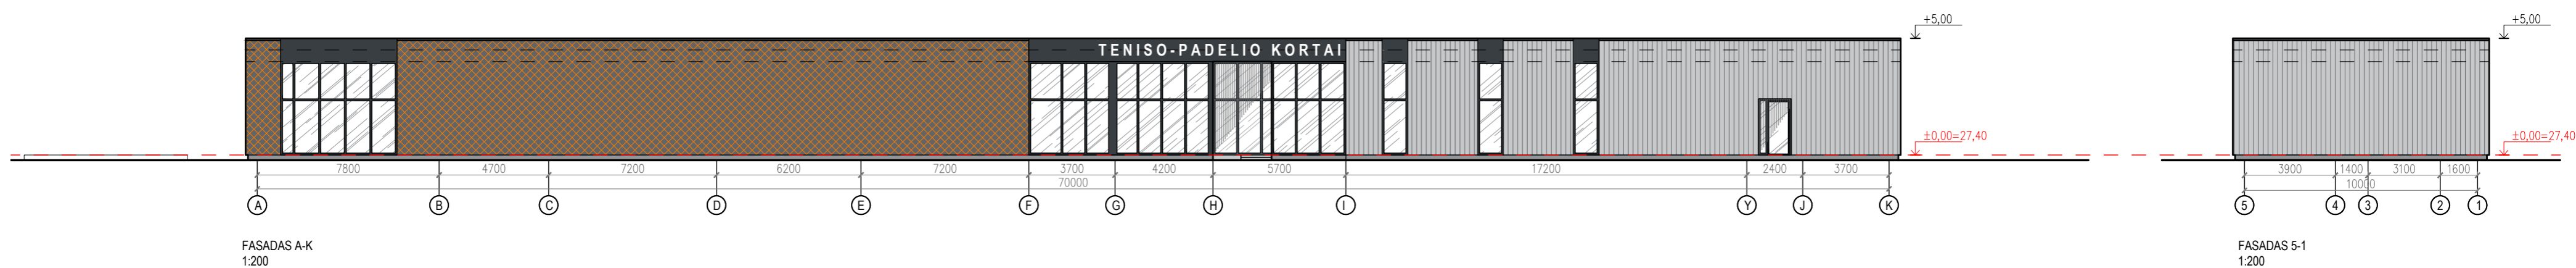 +5,00
+5,00
TENISO-PADELIO KORTAI
±0,00=27,40
±0,00=27,40
7800 4700 7200 6200 7200 3700 4200 5700 17200 2400 3700
3900 1400 3100 1600
70000
10000
A B C D E F G H I Y J K
5 4 3 2 1
FASADAS A-K
1:200
FASADAS 5-1
1:200